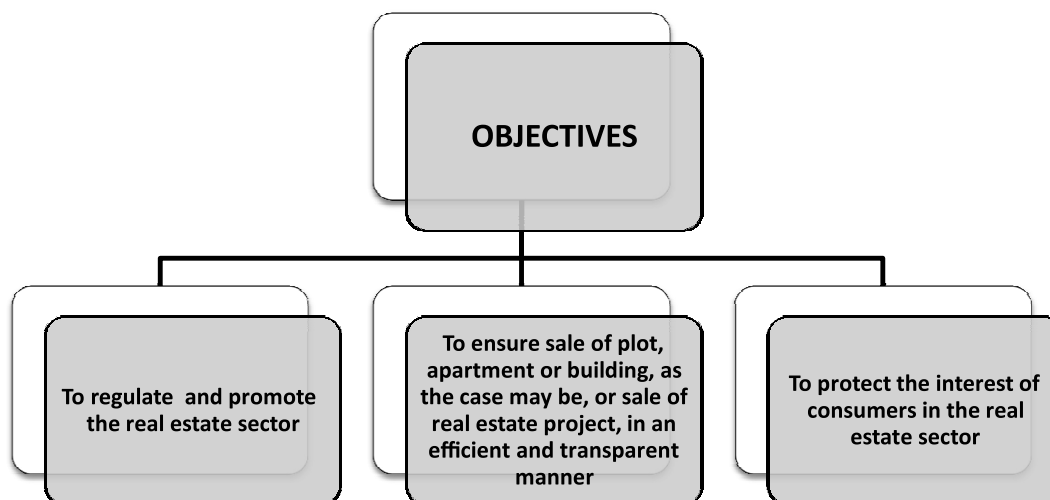 OBJECTIVES
To regulate  and promote
the real estate sector
To ensure sale of plot,
apartment or building, as
the case may be, or sale of
real estate project, in an
efficient and transparent
manner
To protect the interest of
consumers in the real
estate sector